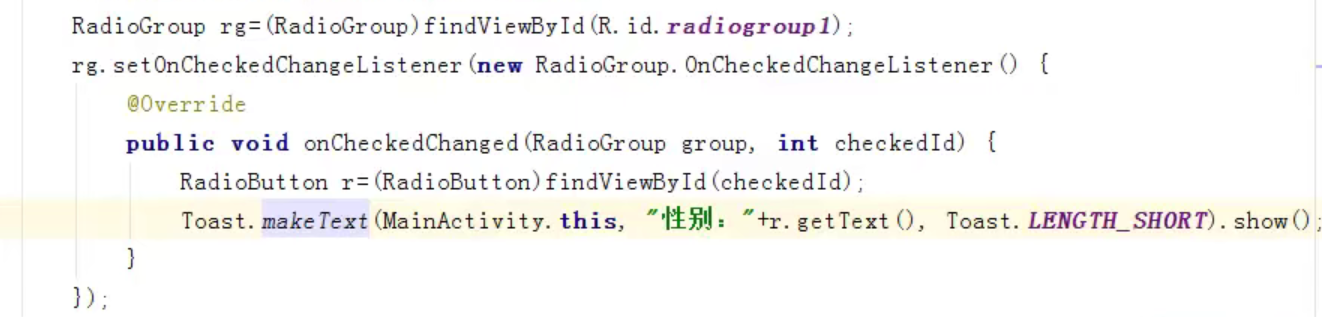 RadioGroup rg=(RadioGroup)findViewById(R.id.radiogroup1);
rg.setOnCheckedChangeListener(new RadioGroup.OnCheckedChangeListener() {
@Override
public void onCheckedChanged(RadioGroup group, int checkedId) {
RadioButton r=(RadioButton)findViewById(checkedId);
Toast.makeText(MainActivity.this, "性别："+r.getText(), Toast.LENGTH_SHORT).show();
}
});